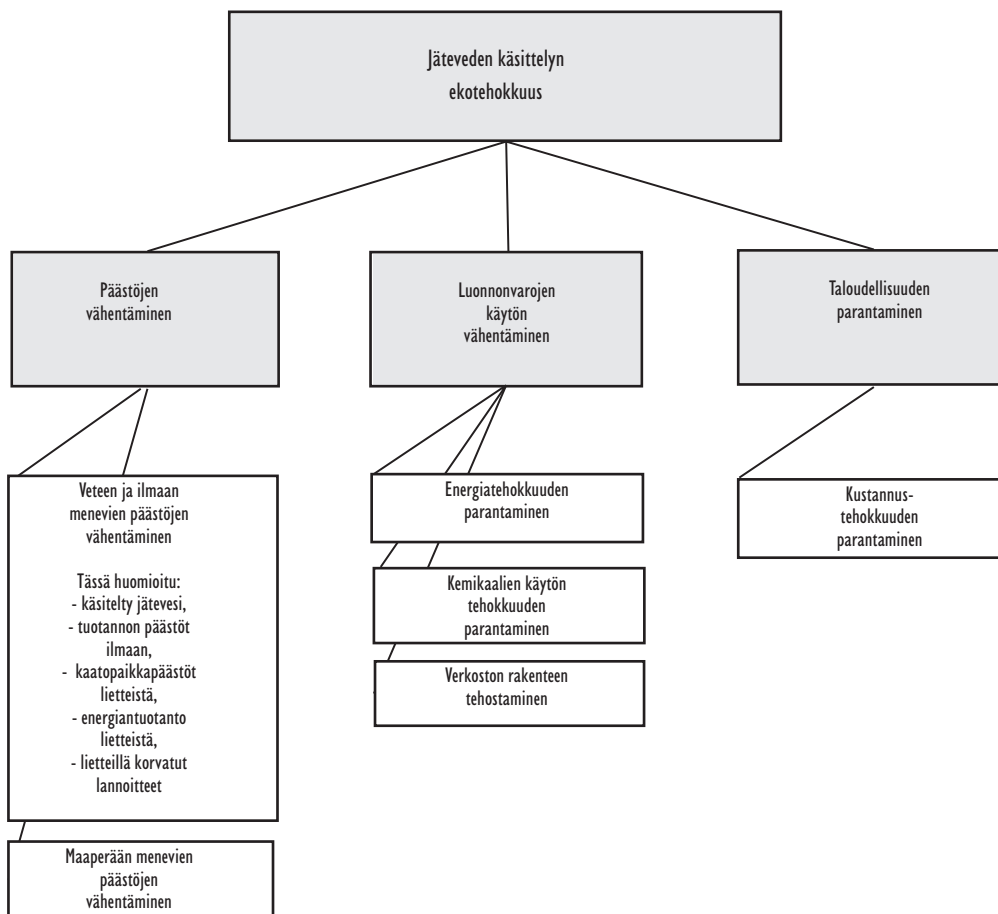 Jäteveden käsittelyn
ekotehokkuus
Päästöjen
vähentäminen
Luonnonvarojen
käytön
vähentäminen
Taloudellisuuden
parantaminen
Veteen ja ilmaan
menevien päästöjen
vähentäminen
Tässä huomioitu:
- käsitelty jätevesi,
- tuotannon päästöt
ilmaan,
- kaatopaikkapäästöt
lietteistä,
- energiantuotanto
lietteistä,
- lietteillä korvatut
lannoitteet
Maaperään menevien
päästöjen
vähentäminen
Energiatehokkuuden
parantaminen
Kemikaalien käytön
tehokkuuden
parantaminen
Verkoston rakenteen
tehostaminen
Kustannus-
tehokkuuden
parantaminen